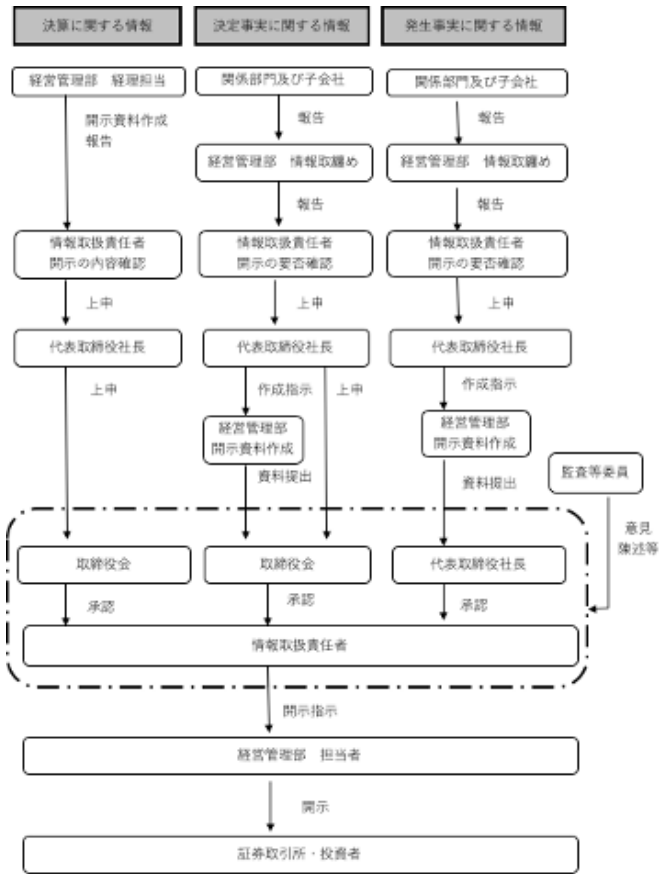 決算に関する情報
決定事実に関する情報
発生事実に関する情報
経営管理部　経理担当
関係部門及び子会社
関係部門及び子会社
開示資料作成
報告
報告
報告
経営管理部　情報取纏め
経営管理部　情報取纏め
報告
報告
情報取扱責任者
開示の内容確認
情報取扱責任者
開示の要否確認
情報取扱責任者
開示の要否確認
上申
上申
上申
代表取締役社長
代表取締役社長
代表取締役社長
上申
作成指示
上申
作成指示
経営管理部
開示資料作成
経営管理部
開示資料作成
資料提出
資料提出
監査等委員
意見
陳述等
取締役会
取締役会
代表取締役社長
承認
承認
承認
情報取扱責任者
開示指示
経営管理部　担当者
開示
証券取引所・投資者